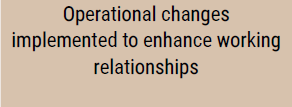 Operational changes
implemented to enhance working
relationships